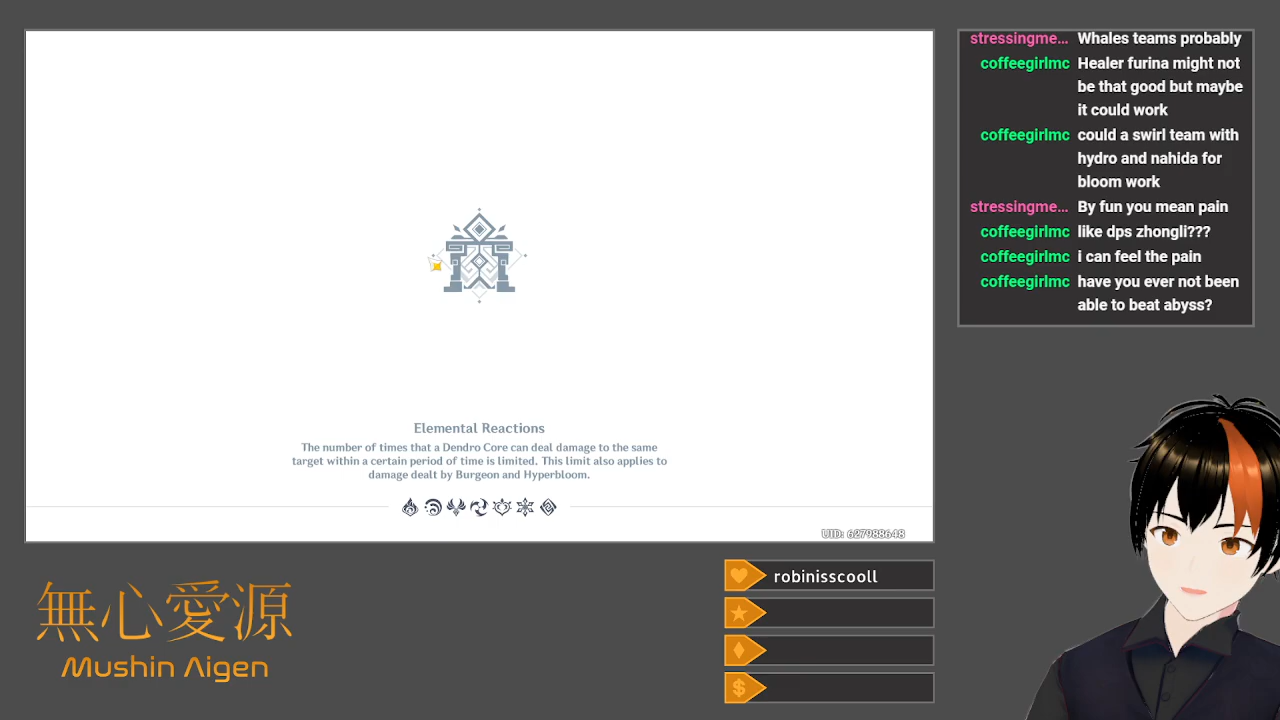 Elemental Reactions
The number of times that a Dendro Core can deal damage to the same
target within a certain period of time is limited. This limit also applies to
damage dealt by Burgeon and Hyperbloom.
UID: 627988648
stressingme... Whales teams probably
coffeegirlmc Healer furina might not
be that good but maybe
it could work
coffeegirlmc could a swirl team with
hydro and nahida for
bloom work
stressingme... By fun you mean pain
coffeegirlmc like dps zhongli???
coffeegirlmc i can feel the pain
coffeegirlmc have you ever not been
able to beat abyss?
無心愛源
Mushin Aigen
robinisscooll